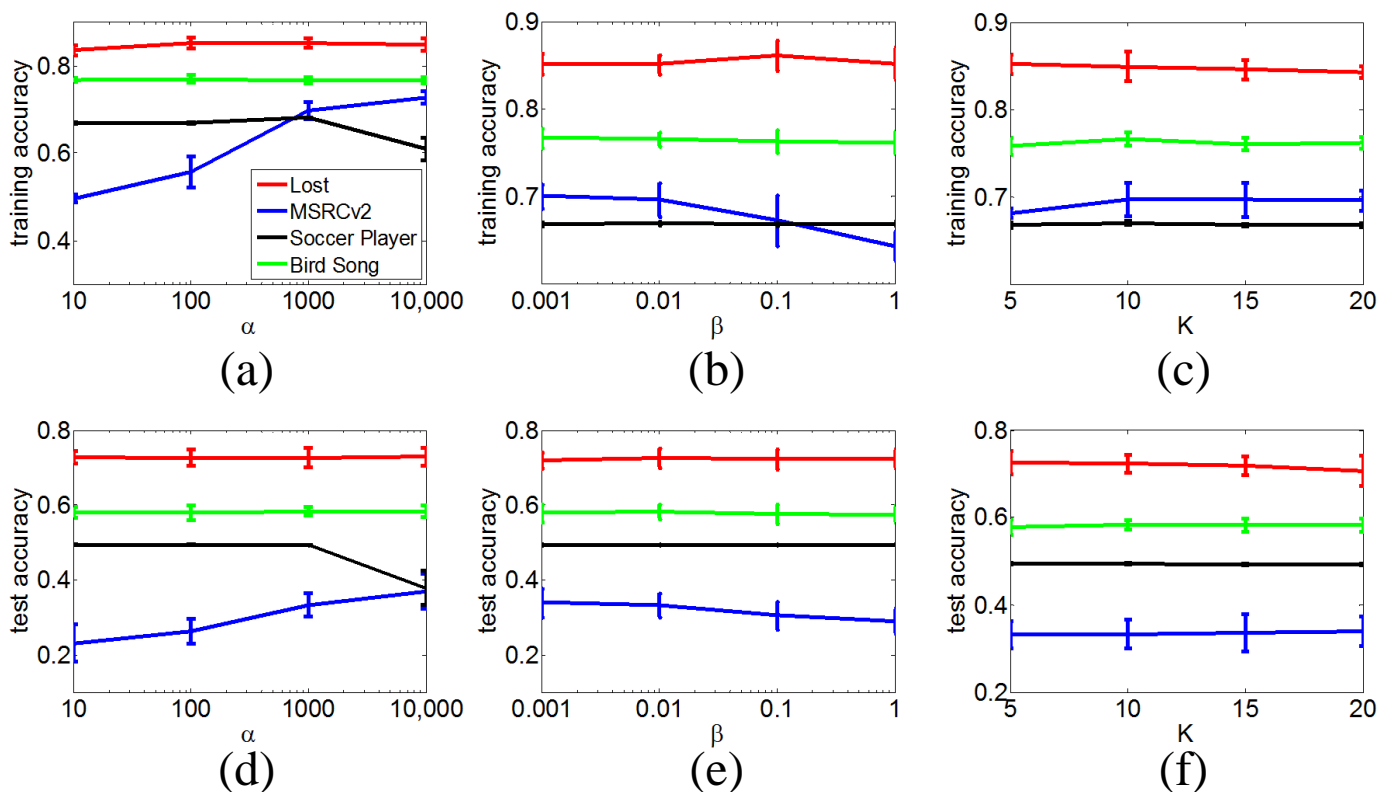 training accuracy
0.8
0.6
0.4
10 100 1000 10,000
α
Lost
MSRCv2
Soccer Player
Bird Song
(a)
training accuracy
0.9
0.8
0.7
0.001 0.01 0.1 1
β
(b)
training accuracy
0.9
0.8
0.7
5 10 15 20
K
(c)
test accuracy
0.8
0.6
0.4
0.2
10 100 1000 10,000
α
(d)
test accuracy
0.8
0.6
0.4
0.2
0.001 0.01 0.1 1
β
(e)
test accuracy
0.8
0.6
0.4
0.2
5 10 15 20
K
(f)